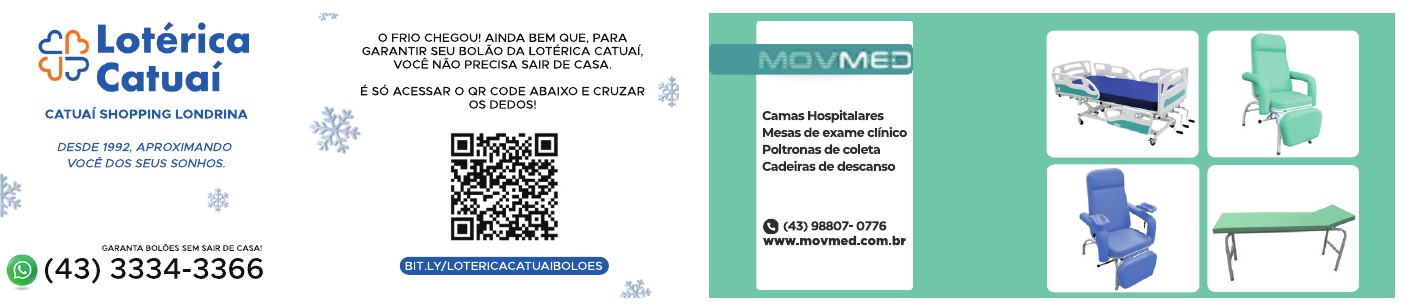 Lotérica
Catuaí
CATUAÍ SHOPPING LONDRINA
DESDE 1992, APROXIMANDO
VOCÊ DOS SEUS SONHOS.
GARANTA BOLÕES SEM SAIR DE CASA!
(43) 3334-3366
O FRIO CHEGOU! AINDA BEM QUE, PARA
GARANTIR SEU BOLÃO DA LOTÉRICA CATUAÍ,
VOCÊ NÃO PRECISA SAIR DE CASA.
É SÓ ACESSAR O QR CODE ABAIXO E CRUZAR
OS DEDOS!
BIT.LY/LOTERICACATUAIBOLOES
MOVMED
Camas Hospitalares
Mesas de exame clínico
Poltronas de coleta
Cadeiras de descanso
(43) 98807- 0776
www.movmed.com.br